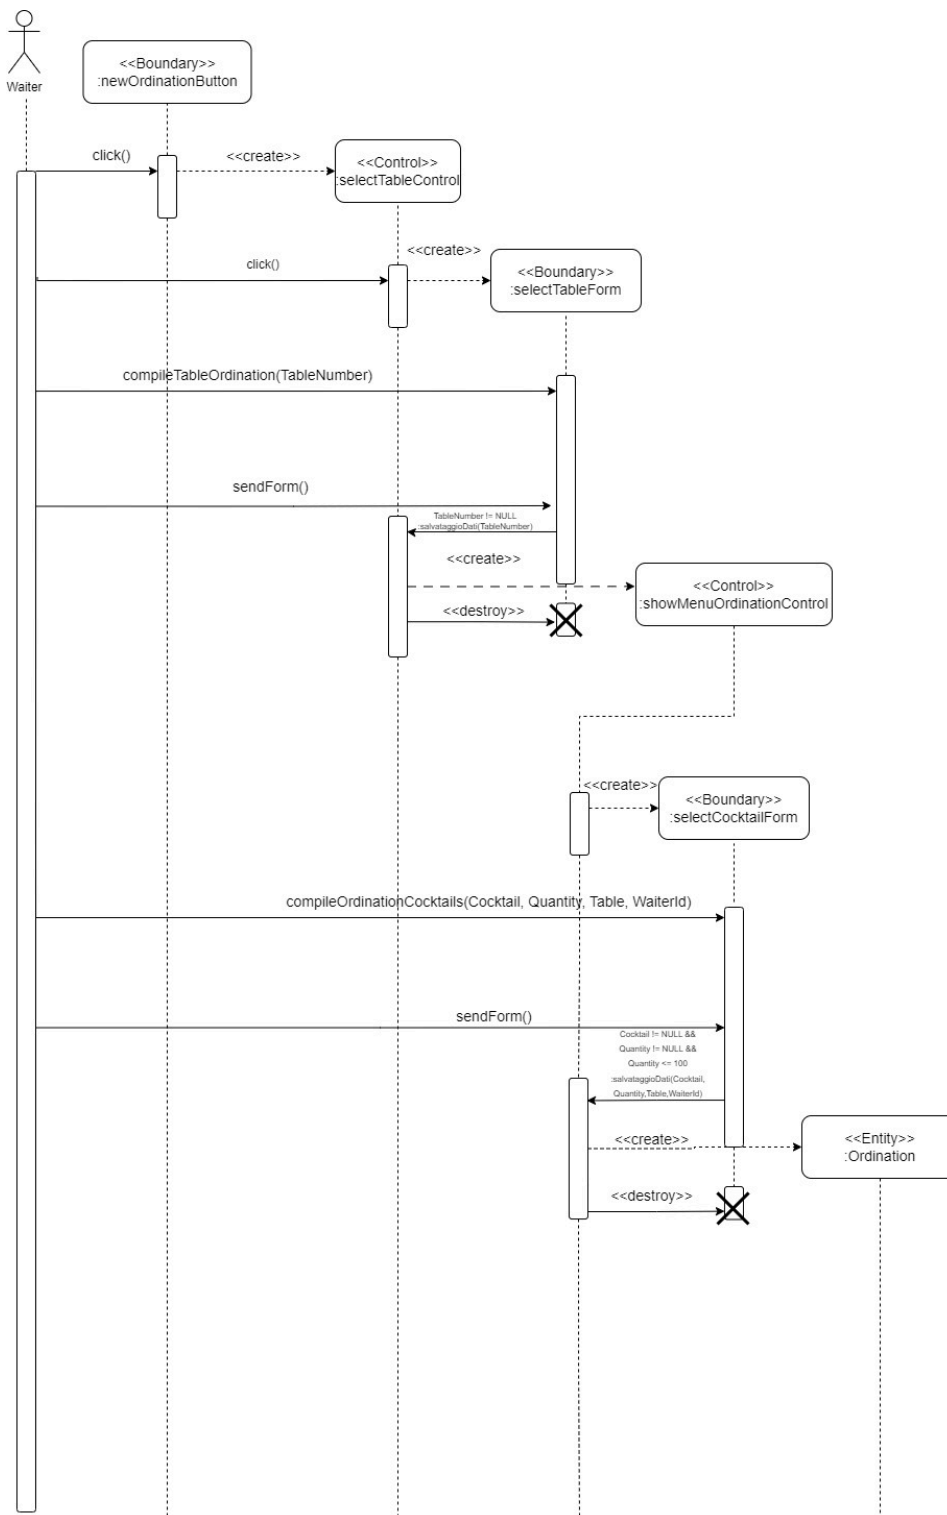 Waiter
<<Boundary>>
:newOrdinationButton
click()
<<create>>
<<Control>>
:selectTableControl
click()
<<create>>
<<Boundary>>
:selectTableForm
compileTableOrdination(TableNumber)
sendForm()
TableNumber != NULL
:salvataggioDati(TableNumber)
<<create>>
<<Control>>
:showMenuOrdinationControl
<<destroy>>
<<create>>
<<Boundary>>
:selectCocktailForm
compileOrdinationCocktails(Cocktail, Quantity, Table, WaiterId)
sendForm()
Cocktail != NULL &&
Quantity != NULL &&
Quantity <= 100
:salvataggioDati(Cocktail,
Quantity,Table,WaiterId)
<<create>>
<<Entity>>
:Ordination
<<destroy>>